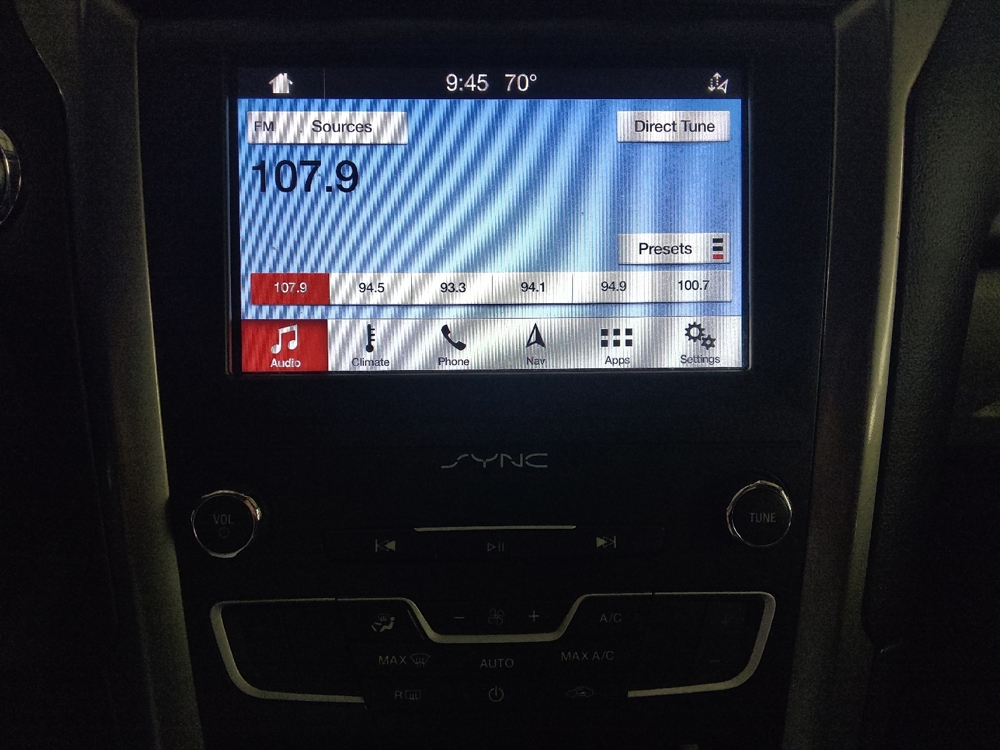 9:45 70°
FM Sources Direct Tune
107.9
Presets
107.9 94.5 93.3 94.1 94.9 100.7
Audio Climate Phone Nav Apps Settings
SYNC
VOL TUNE
− + A/C
MAX AUTO MAX A/C
R